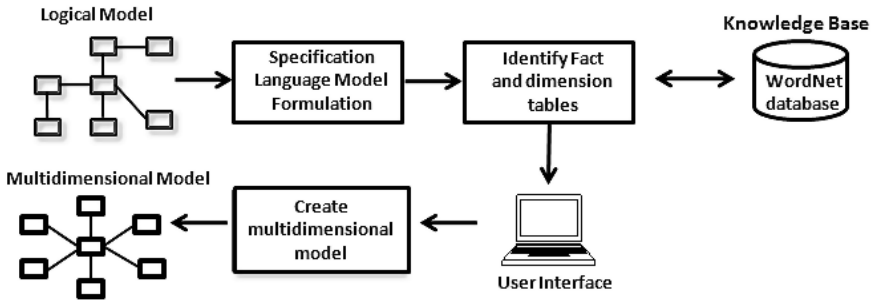 Logical Model
Specification
Language Model
Formulation
Identify Fact
and dimension
tables
Knowledge Base
WordNet
database
Multidimensional Model
Create
multidimensional
model
User Interface